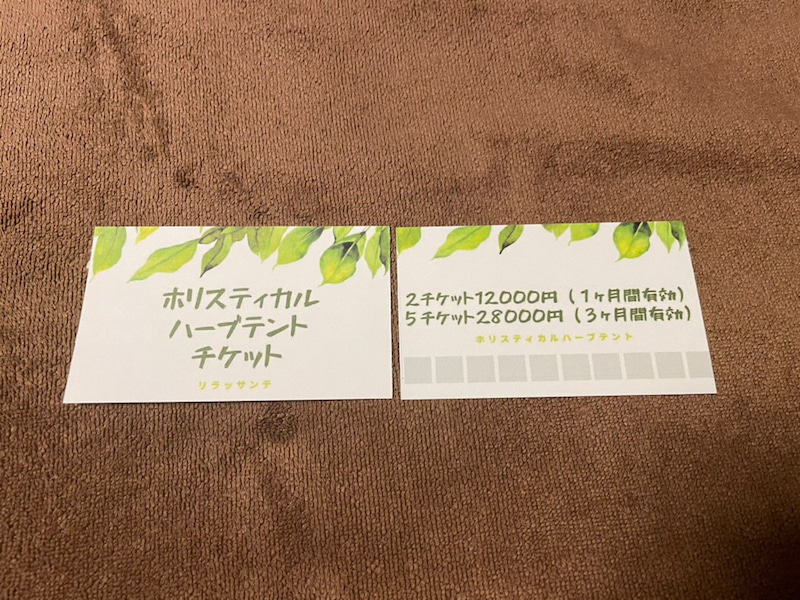 ホリスティカル
ハーブテント
チケット
リラッサンテ
2チケット12000円（1ヶ月間有効）
5チケット28000円（3ヶ月間有効）
ホリスティカルハーブテント